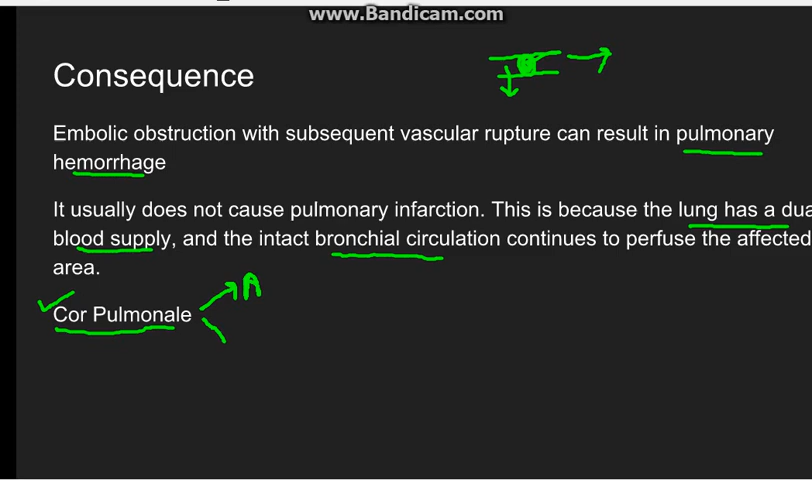 www.Bandicam.com
Consequence
Embolic obstruction with subsequent vascular rupture can result in pulmonary
hemorrhage
It usually does not cause pulmonary infarction. This is because the lung has a dua
blood supply, and the intact bronchial circulation continues to perfuse the affected
area.
A
Cor Pulmonale